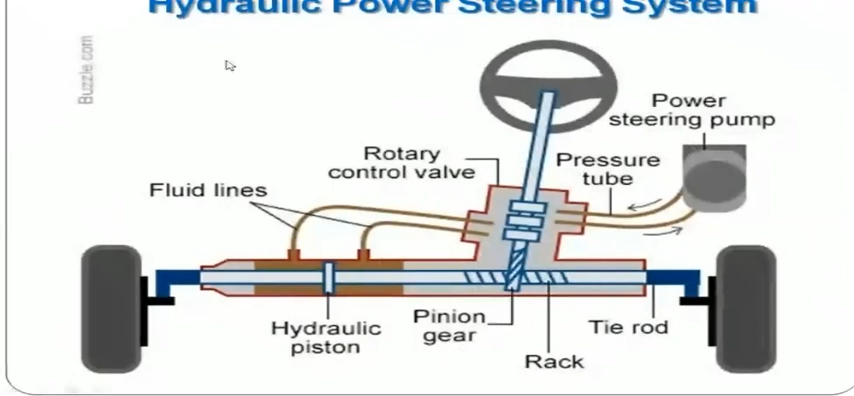 Hydraulic Power Steering System
Buzzle.com
Power
steering pump
Rotary
control valve
Pressure
tube
Fluid lines
Hydraulic
piston
Pinion
gear
Tie rod
Rack